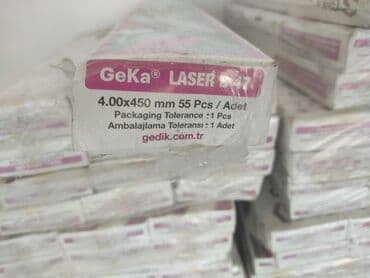 GeKa® LASER
4.00x450 mm 55 Pcs / Adet
Packaging Tolerance ±1 Pcs
Ambalajlama Toleransı ±1 Adet
gedik.com.tr